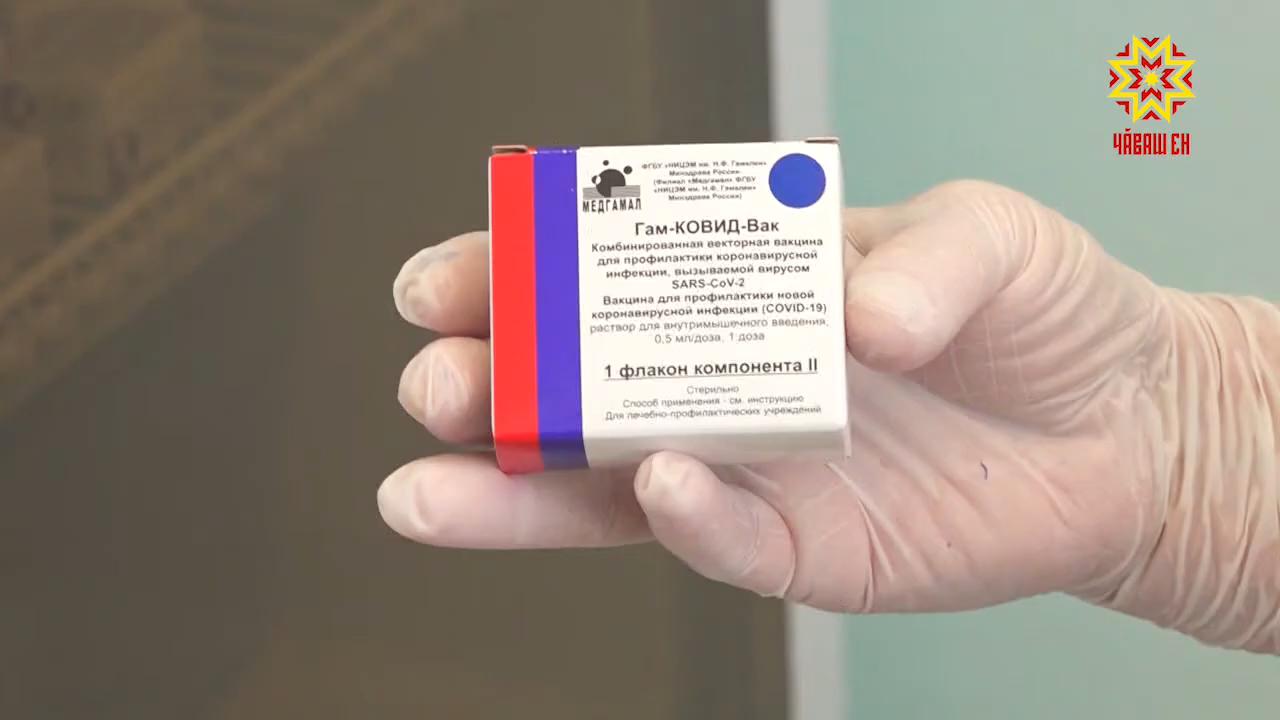 ЧӐВАШ ЕН
МЕДГАМАЛ
ФГБУ «НИЦЭМ им. Н.Ф. Гамалеи»
Минздрава России
(Филиал «Медгамал» ФГБУ
«НИЦЭМ им. Н.Ф. Гамалеи»
Минздрава России)
Гам-КОВИД-Вак
Комбинированная векторная вакцина
для профилактики коронавирусной
инфекции, вызываемой вирусом
SARS-CoV-2
Вакцина для профилактики новой
коронавирусной инфекции (COVID-19)
раствор для внутримышечного введения,
0,5 мл/доза, 1 доза
1 флакон компонента II
Стерильно
Способ применения - см. инструкцию
Для лечебно-профилактических учреждений